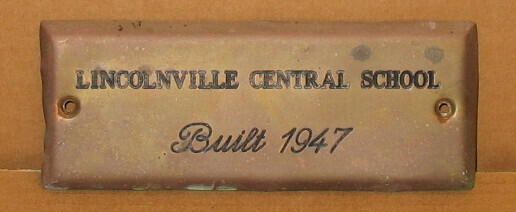 LINCOLNVILLE CENTRAL SCHOOL
Built 1947